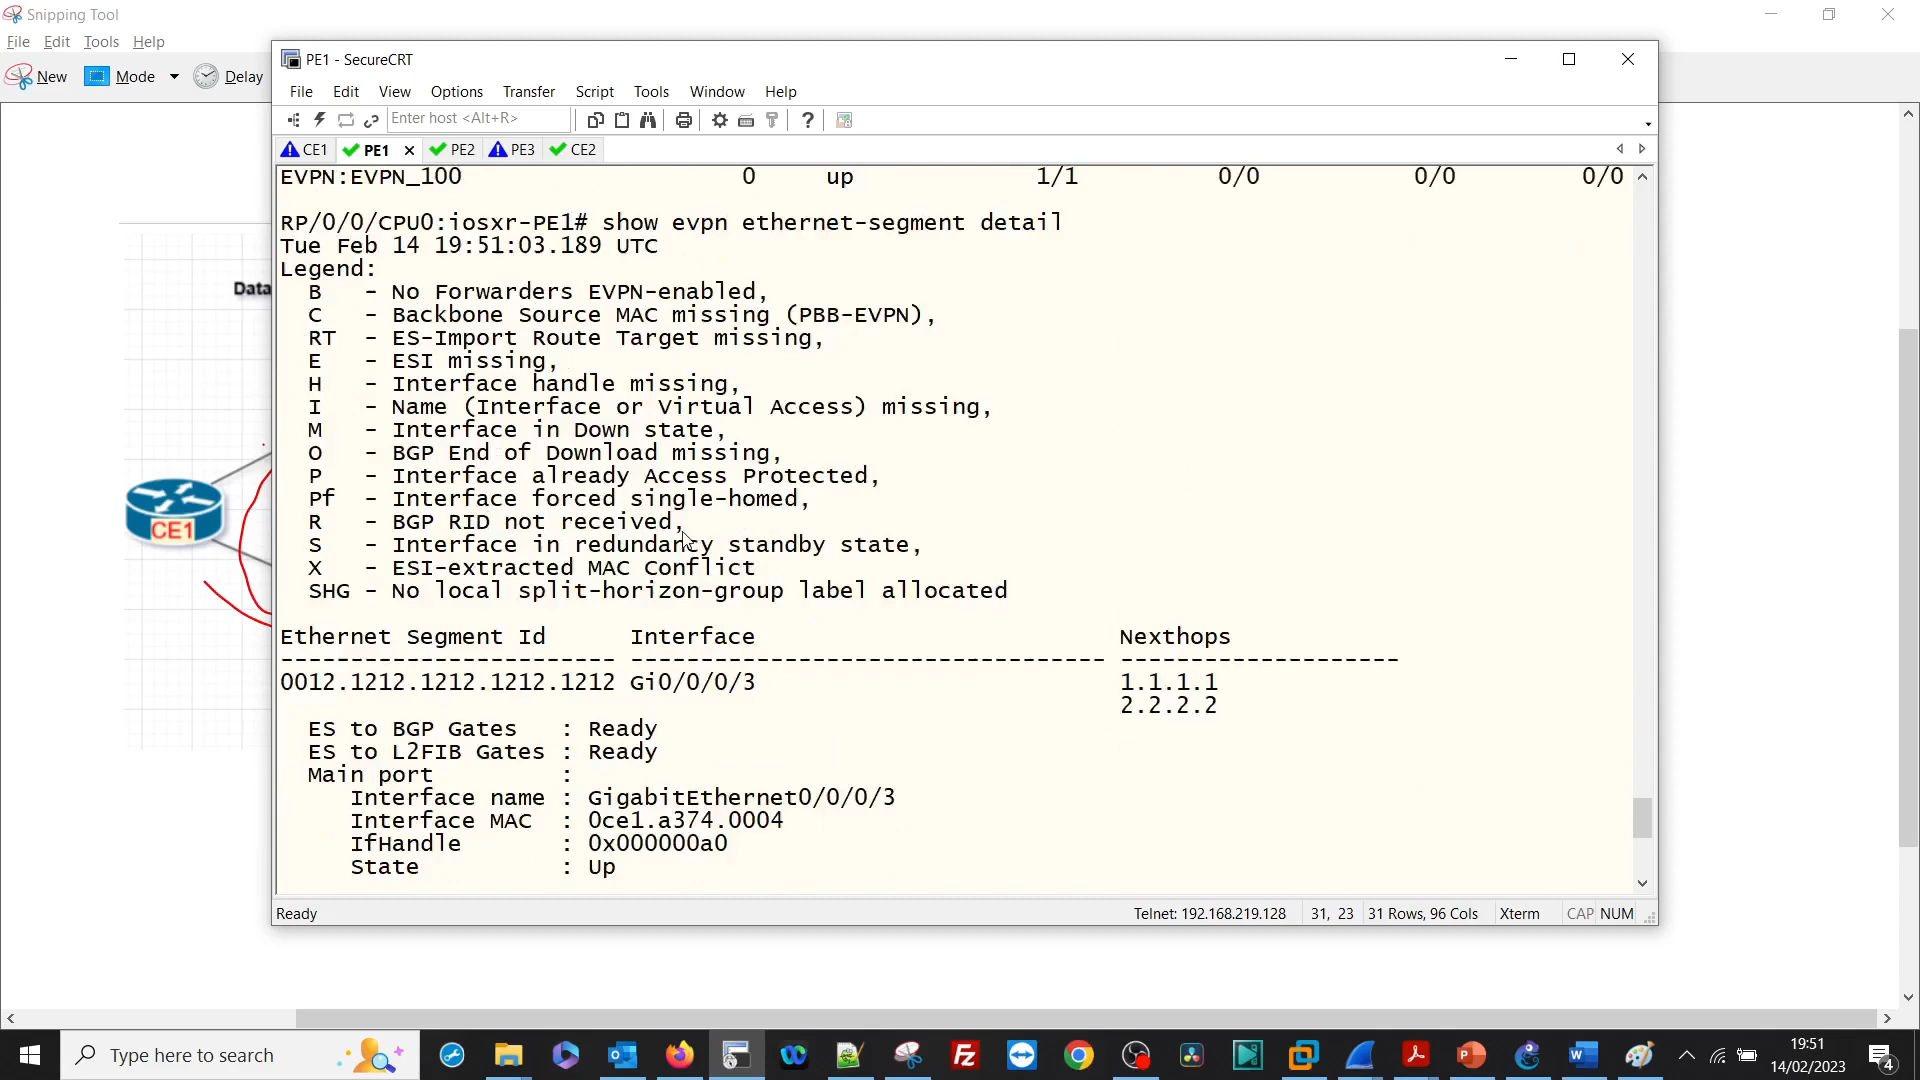 Snipping Tool
File Edit Tools Help
New Mode Delay
PE1 - SecureCRT
File Edit View Options Transfer Script Tools Window Help
Enter host <Alt+R>
CE1 PE1 PE2 PE3 CE2
EVPN:EVPN_100 0 up 1/1 0/0 0/0 0/0
RP/0/0/CPU0:iosxr-PE1# show evpn ethernet-segment detail
Tue Feb 14 19:51:03.189 UTC
Legend:
B - No Forwarders EVPN-enabled,
C - Backbone Source MAC missing (PBB-EVPN),
RT - ES-Import Route Target missing,
E - ESI missing,
H - Interface handle missing,
I - Name (Interface or Virtual Access) missing,
M - Interface in Down state,
O - BGP End of Download missing,
P - Interface already Access Protected,
Pf - Interface forced single-homed,
R - BGP RID not received,
S - Interface in redundancy standby state,
X - ESI-extracted MAC Conflict
SHG - No local split-horizon-group label allocated
Ethernet Segment Id Interface Nexthops
------------------------ ---------------------------------- --------------------
0012.1212.1212.1212.1212 Gi0/0/0/3 1.1.1.1
2.2.2.2
ES to BGP Gates : Ready
ES to L2FIB Gates : Ready
Main port :
Interface name : GigabitEthernet0/0/0/3
Interface MAC : 0ce1.a374.0004
IfHandle : 0x000000a0
State : Up
Ready Telnet: 192.168.219.128 31, 23 31 Rows, 96 Cols Xterm CAP NUM
Data
CE1
Type here to search
19:51
14/02/2023
4